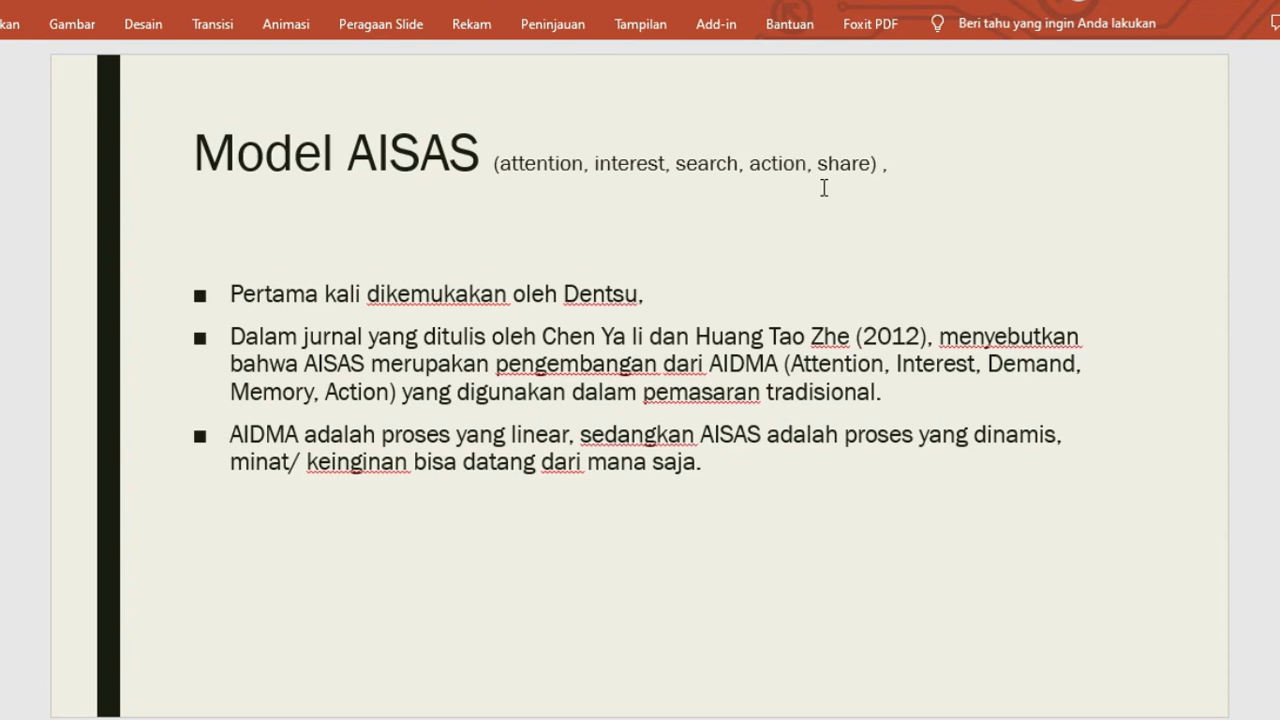 kan Gambar Desain Transisi Animasi Peragaan Slide Rekam Peninjauan Tampilan Add-in Bantuan Foxit PDF Beri tahu yang ingin Anda lakukan
Model AISAS (attention, interest, search, action, share) ,
■ Pertama kali dikemukakan oleh Dentsu,
■ Dalam jurnal yang ditulis oleh Chen Ya li dan Huang Tao Zhe (2012), menyebutkan
bahwa AISAS merupakan pengembangan dari AIDMA (Attention, Interest, Demand,
Memory, Action) yang digunakan dalam pemasaran tradisional.
■ AIDMA adalah proses yang linear, sedangkan AISAS adalah proses yang dinamis,
minat/ keinginan bisa datang dari mana saja.